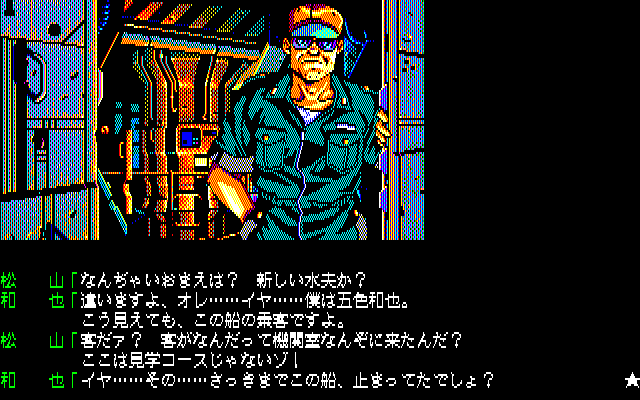 松　山「なんぢゃいおまえは？　新しい水夫か？
和　也「違いますよ、オレ……イヤ……僕は五色和也。
こう見えても、この船の乗客ですよ。
松　山「客だァ？　客がなんだって機関室なんぞに来たんだ？
ここは見学コースじゃないゾ！
和　也「イヤ……その……さっきまでこの船、止まってたでしょ？
★